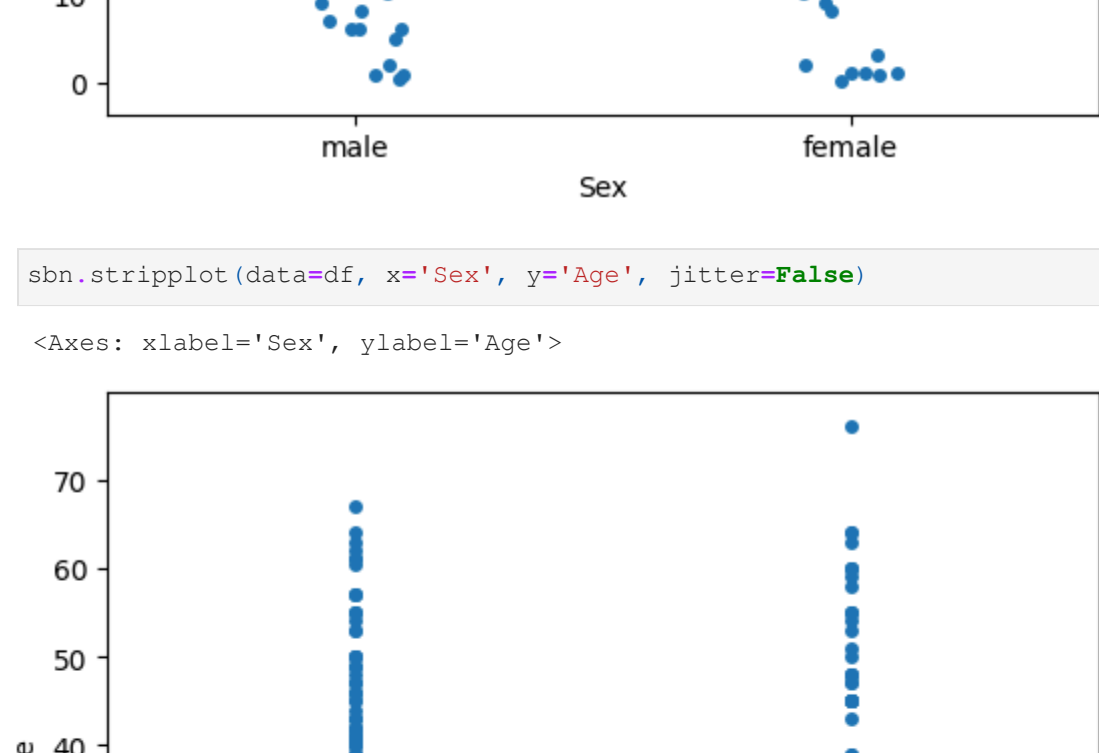 10
0
male female
Sex
sbn.stripplot(data=df, x='Sex', y='Age', jitter=False)
<Axes: xlabel='Sex', ylabel='Age'>
70
60
50
40